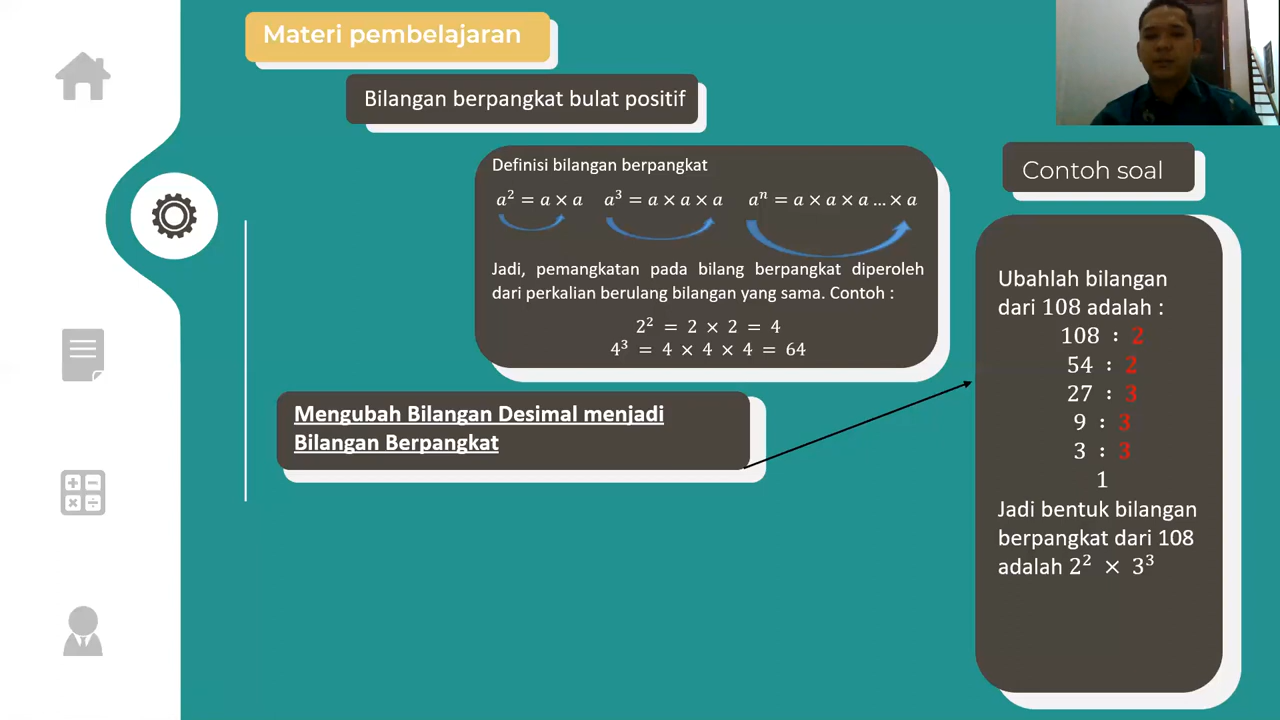 Materi pembelajaran
Bilangan berpangkat bulat positif
Definisi bilangan berpangkat
a² = a × a   a³ = a × a × a   aⁿ = a × a × a ... × a
Jadi, pemangkatan pada bilang berpangkat diperoleh
dari perkalian berulang bilangan yang sama. Contoh :
2² = 2 × 2 = 4
4³ = 4 × 4 × 4 = 64
Mengubah Bilangan Desimal menjadi
Bilangan Berpangkat
Contoh soal
Ubahlah bilangan
dari 108 adalah :
108 : 2
54 : 2
27 : 3
9 : 3
3 : 3
1
Jadi bentuk bilangan
berpangkat dari 108
adalah 2² × 3³